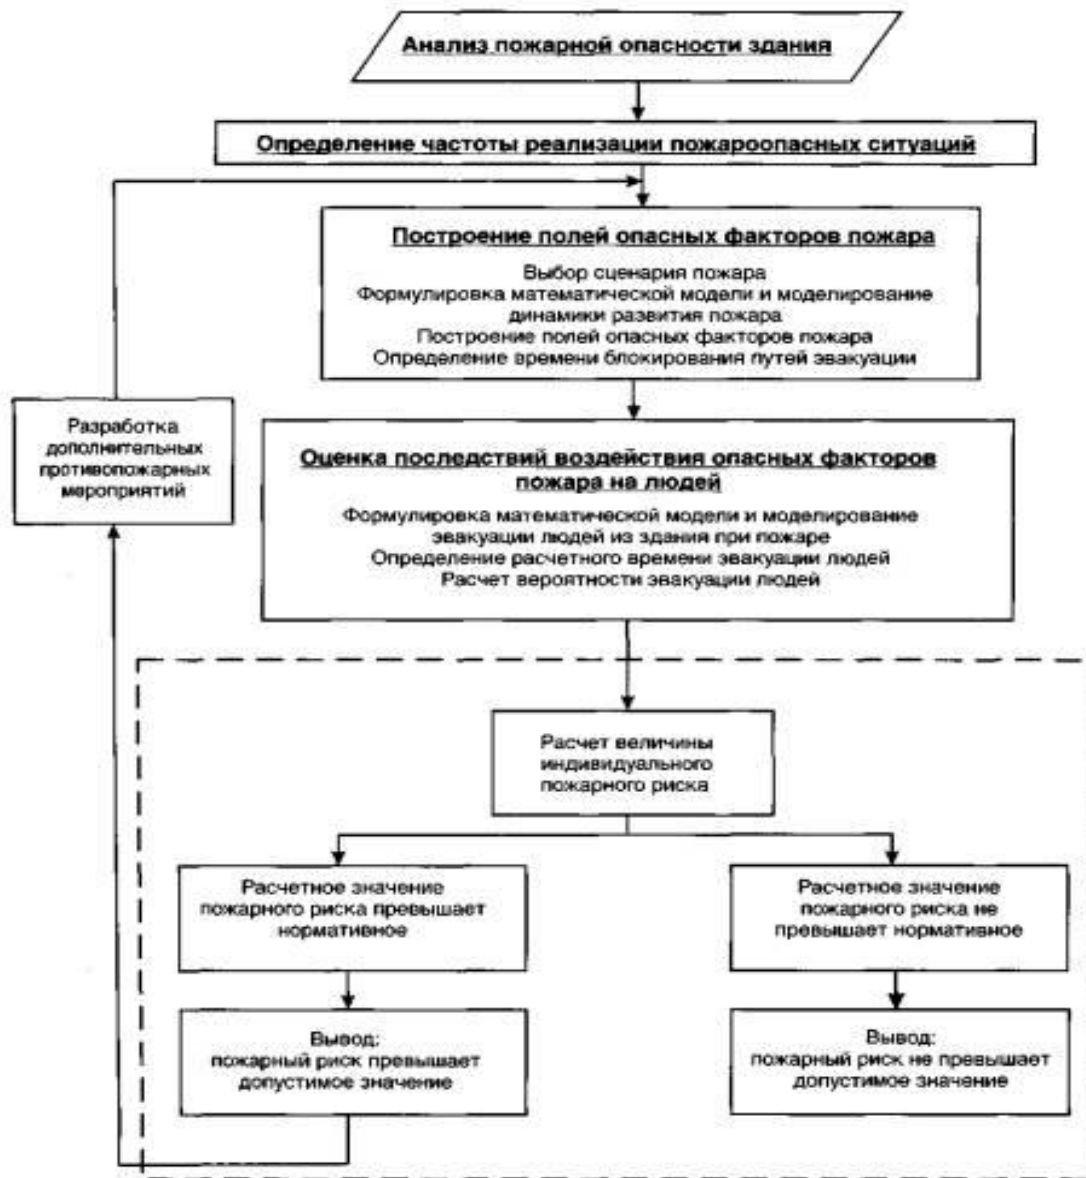 Анализ пожарной опасности здания
Определение частоты реализации пожароопасных ситуаций
Построение полей опасных факторов пожара
Выбор сценария пожара
Формулировка математической модели и моделирование
динамики развития пожара
Построение полей опасных факторов пожара
Определение времени блокирования путей эвакуации
Разработка
дополнительных
противопожарных
мероприятий
Оценка последствий воздействия опасных факторов
пожара на людей
Формулировка математической модели и моделирование
эвакуации людей из здания при пожаре
Определение расчетного времени эвакуации людей
Расчет вероятности эвакуации людей
Расчет величины
индивидуального
пожарного риска
Расчетное значение
пожарного риска превышает
нормативное
Расчетное значение
пожарного риска не
превышает нормативное
Вывод:
пожарный риск превышает
допустимое значение
Вывод:
пожарный риск не превышает
допустимое значение